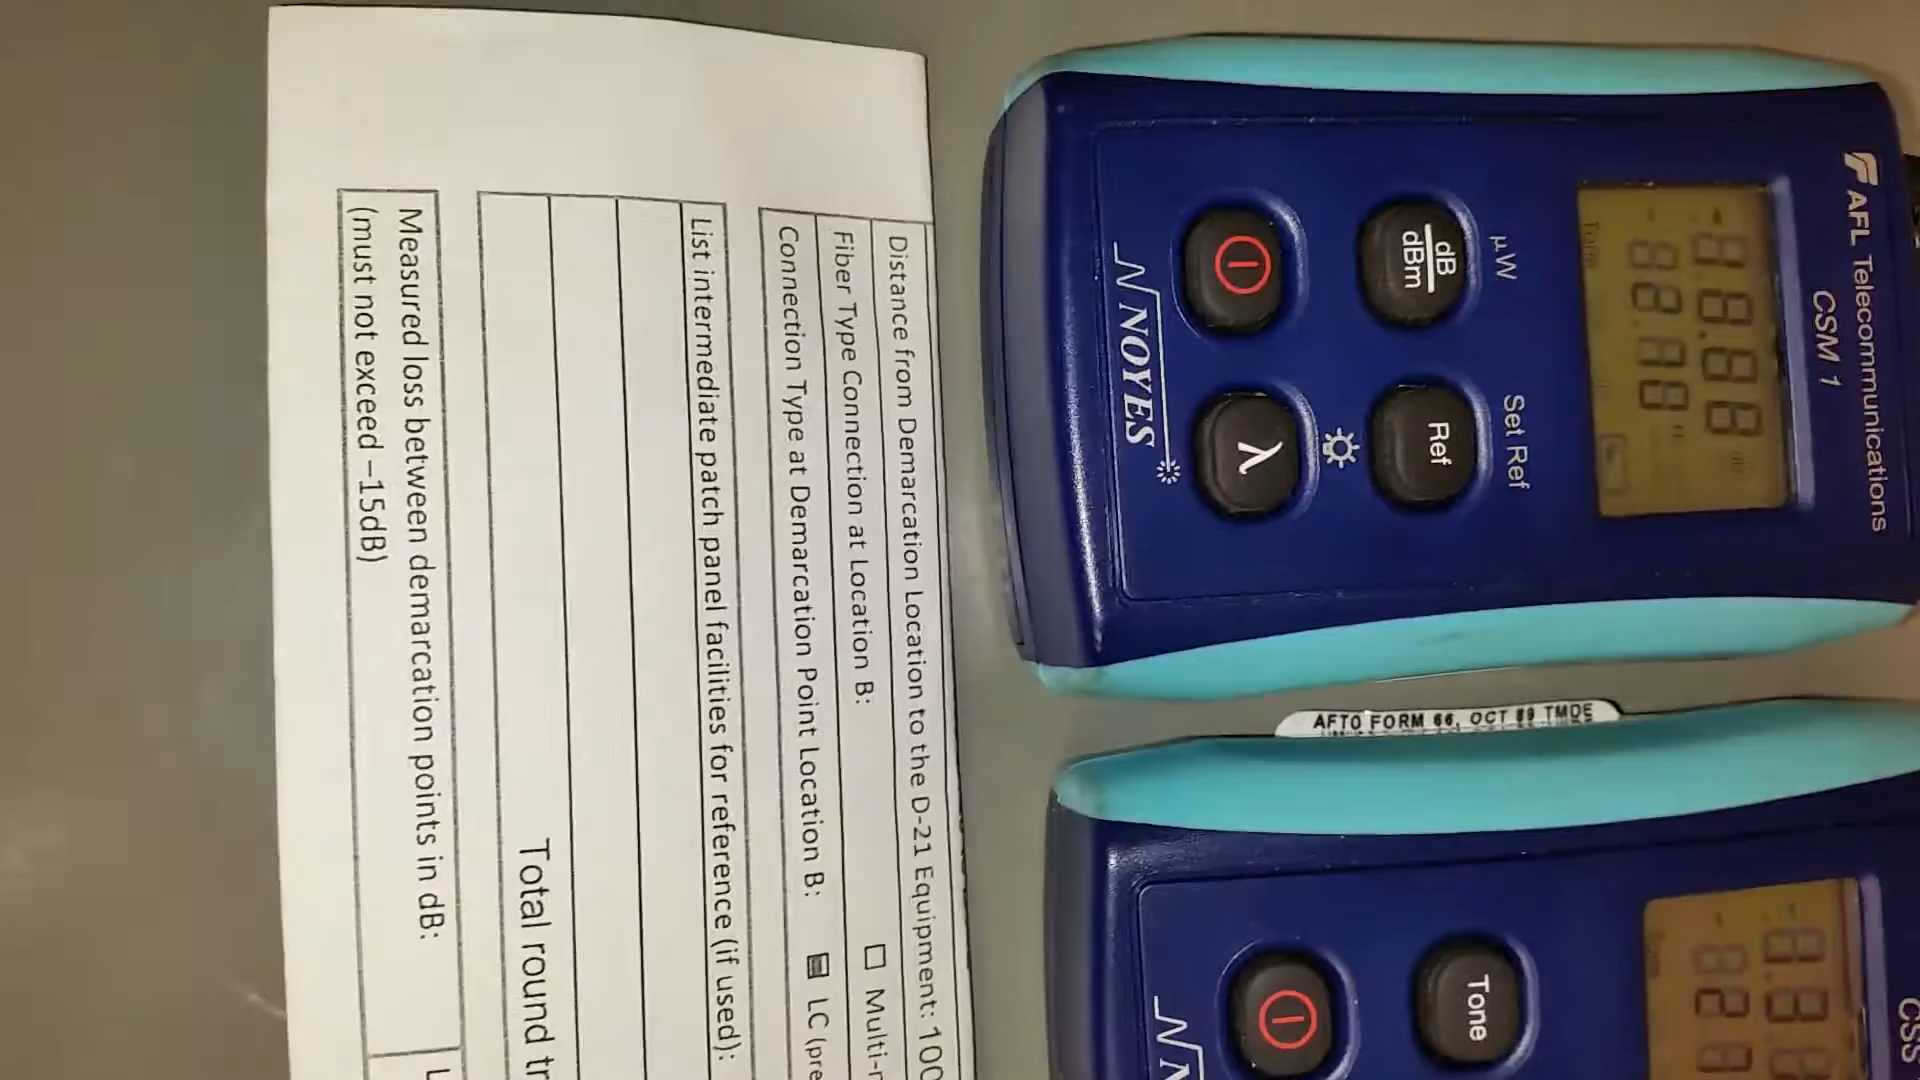 Distance from Demarcation Location to the D-21 Equipment: 100
Fiber Type Connection at Location B: ☐ Multi-
Connection Type at Demarcation Point Location B: LC (pre
List intermediate patch panel facilities for reference (if used):
Total round
Measured loss between demarcation points in dB:
(must not exceed –15dB)
AFL Telecommunications
CSM 1
µW
Set Ref
dB
dBm
Ref
λ
NOYES
AFTO FORM 66, OCT 89 TMDE
CSS
Tone
N